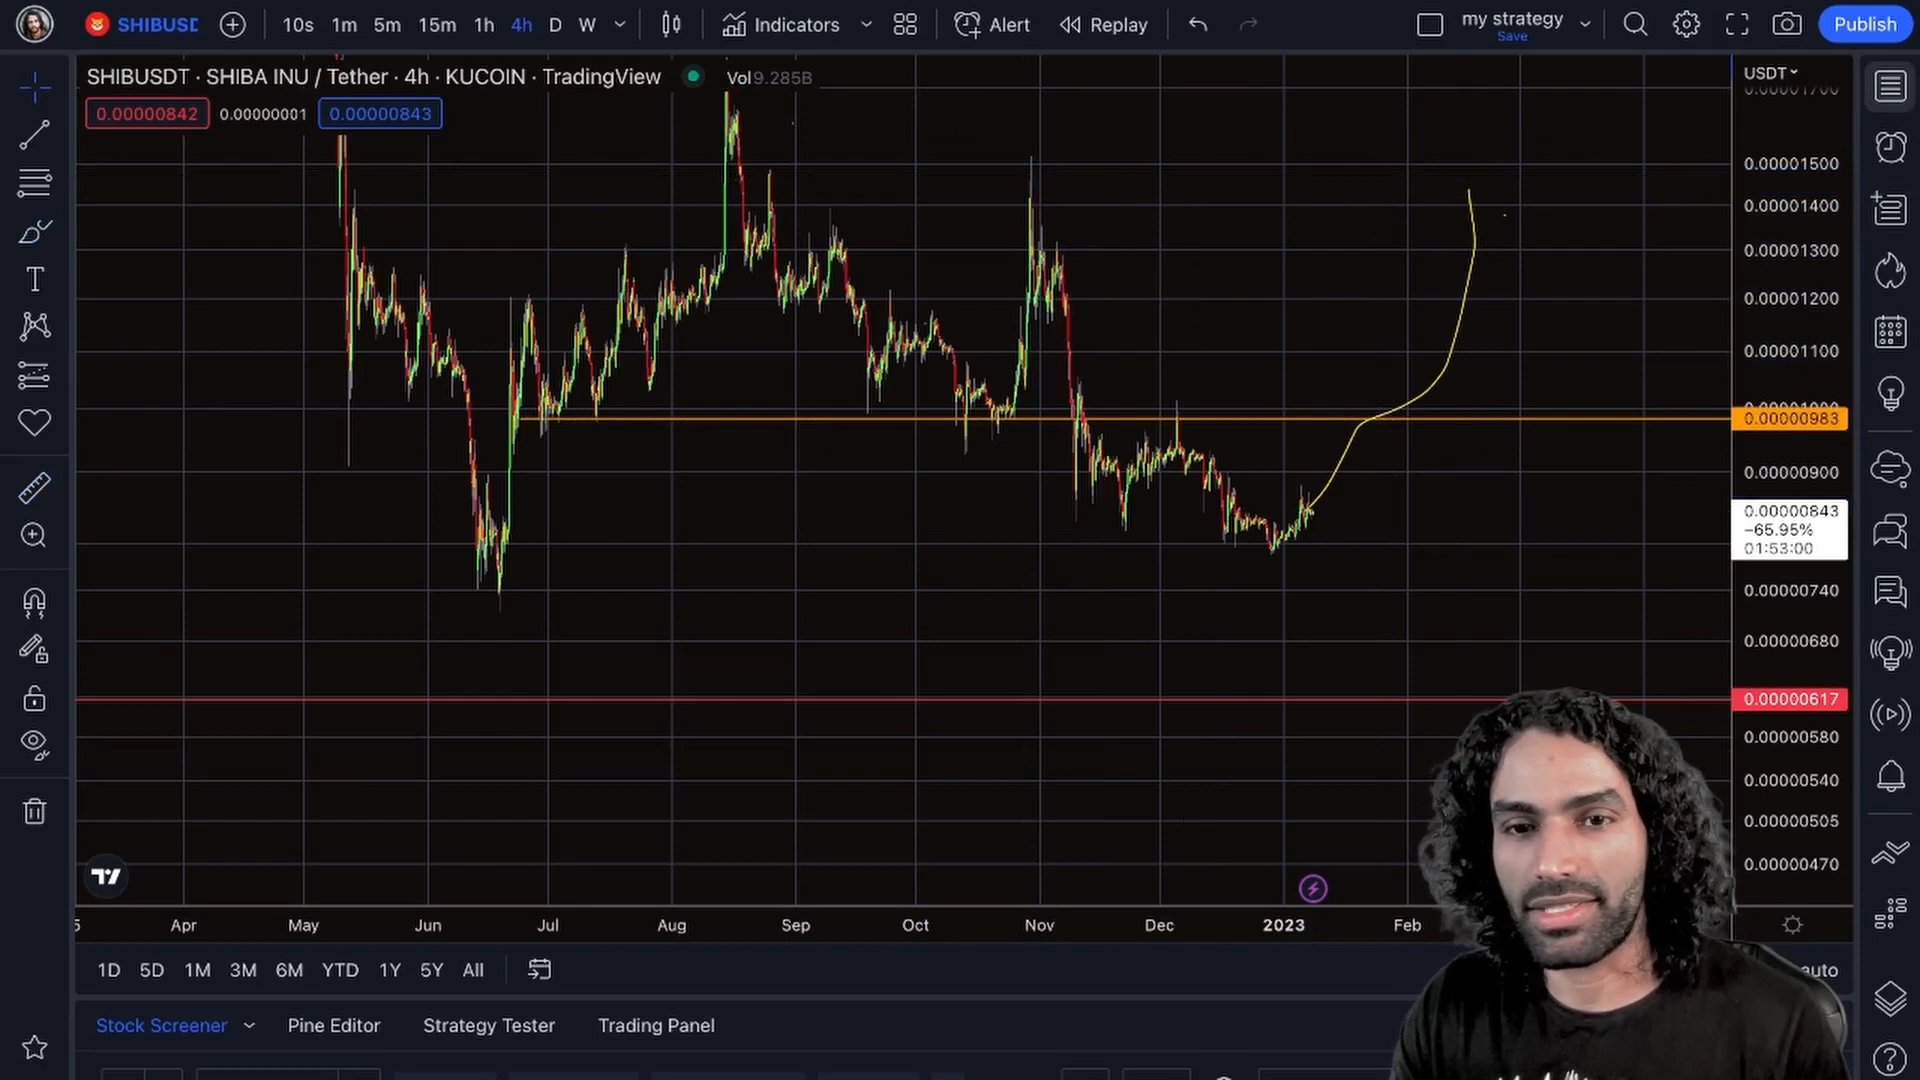 SHIBUSD
10s 1m 5m 15m 1h 4h D W
Indicators
Alert
Replay
my strategy
Save
Publish
SHIBUSDT · SHIBA INU / Tether · 4h · KUCOIN · TradingView
Vol 9.285B
0.00000842 0.00000001 0.00000843
USDT
0.00001700
0.00001500
0.00001400
0.00001300
0.00001200
0.00001100
0.00001000
0.00000983
0.00000900
0.00000843
−65.95%
01:53:00
0.00000740
0.00000680
0.00000617
0.00000580
0.00000540
0.00000505
0.00000470
5 Apr May Jun Jul Aug Sep Oct Nov Dec 2023 Feb
1D 5D 1M 3M 6M YTD 1Y 5Y All
auto
Stock Screener Pine Editor Strategy Tester Trading Panel